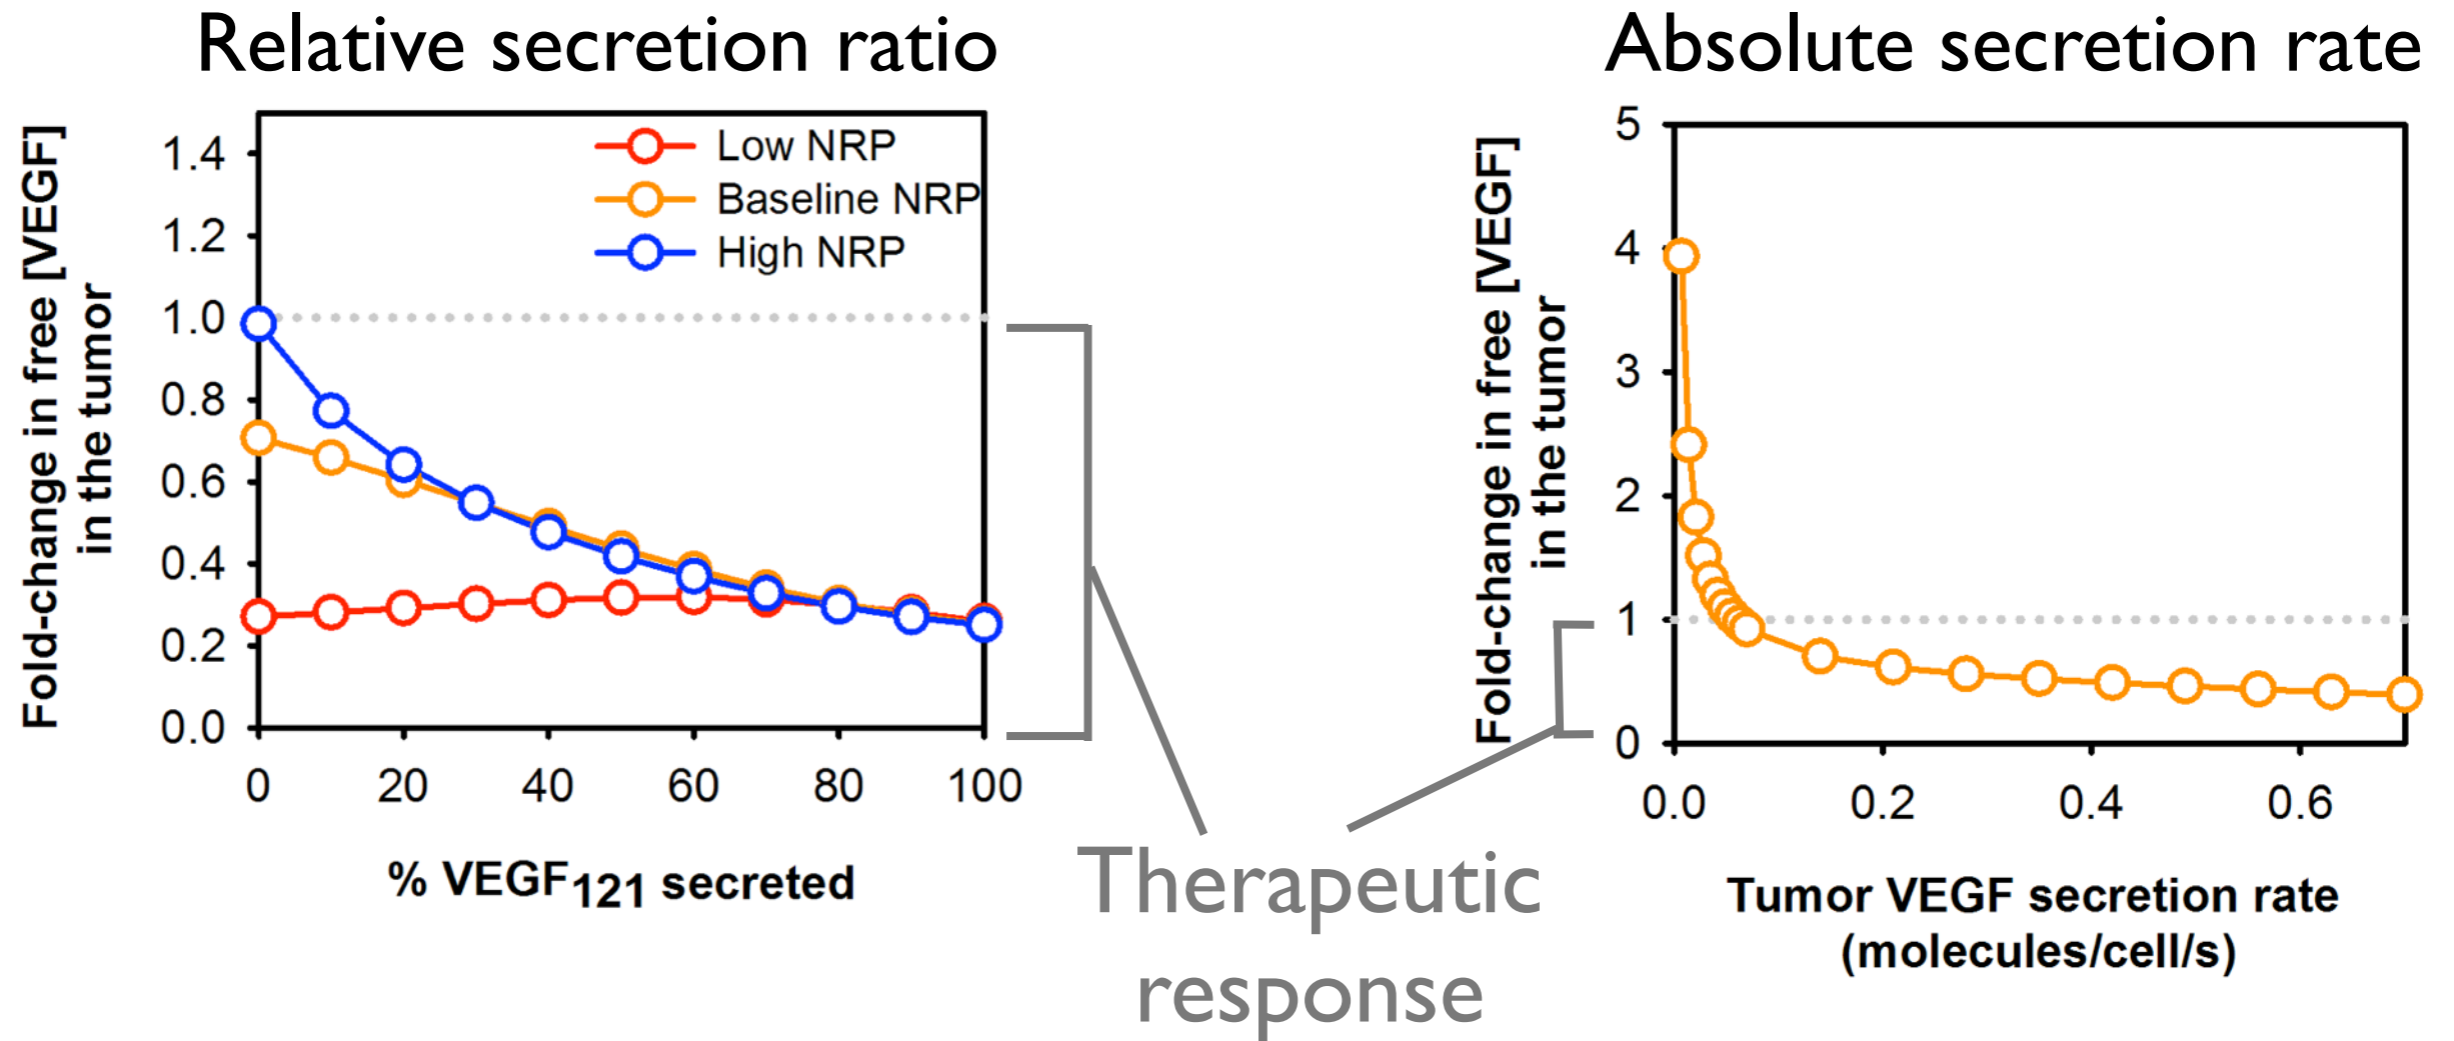 Relative secretion ratio
Fold-change in free [VEGF]
in the tumor
1.4
1.2
1.0
0.8
0.6
0.4
0.2
0.0
Low NRP
Baseline NRP
High NRP
0 20 40 60 80 100
% VEGF121 secreted
Absolute secretion rate
Fold-change in free [VEGF]
in the tumor
5
4
3
2
1
0
0.0 0.2 0.4 0.6
Tumor VEGF secretion rate
(molecules/cell/s)
Therapeutic
response